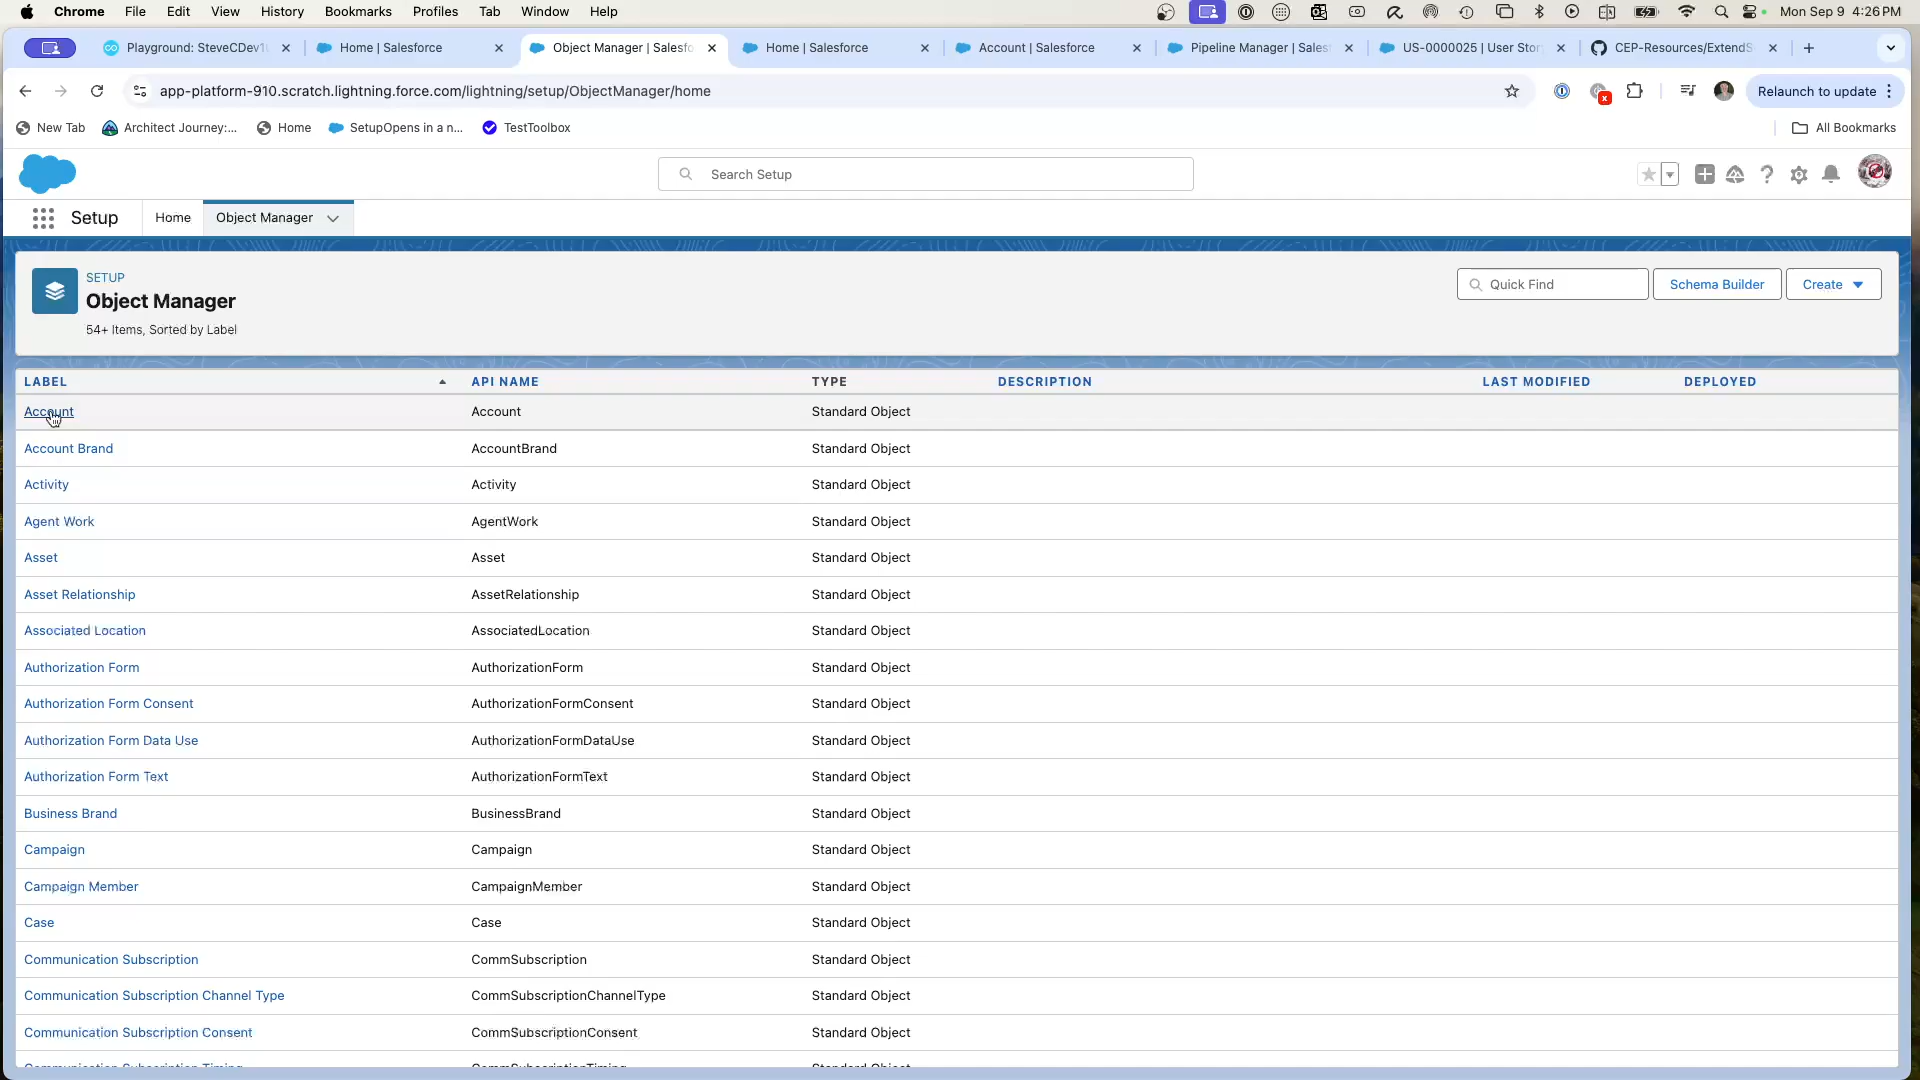 Chrome File Edit View History Bookmarks Profiles Tab Window Help Mon Sep 9 4:26 PM
Playground: SteveCDev1 Home | Salesforce Object Manager | Salesfo Home | Salesforce Account | Salesforce Pipeline Manager | Sales US-0000025 | User Stor CEP-Resources/ExtendS
app-platform-910.scratch.lightning.force.com/lightning/setup/ObjectManager/home Relaunch to update
New Tab Architect Journey:... Home SetupOpens in a n... TestToolbox All Bookmarks
Search Setup
Setup Home Object Manager
SETUP
Object Manager
54+ Items, Sorted by Label
Quick Find Schema Builder Create
LABEL API NAME TYPE DESCRIPTION LAST MODIFIED DEPLOYED
Account Account Standard Object
Account Brand AccountBrand Standard Object
Activity Activity Standard Object
Agent Work AgentWork Standard Object
Asset Asset Standard Object
Asset Relationship AssetRelationship Standard Object
Associated Location AssociatedLocation Standard Object
Authorization Form AuthorizationForm Standard Object
Authorization Form Consent AuthorizationFormConsent Standard Object
Authorization Form Data Use AuthorizationFormDataUse Standard Object
Authorization Form Text AuthorizationFormText Standard Object
Business Brand BusinessBrand Standard Object
Campaign Campaign Standard Object
Campaign Member CampaignMember Standard Object
Case Case Standard Object
Communication Subscription CommSubscription Standard Object
Communication Subscription Channel Type CommSubscriptionChannelType Standard Object
Communication Subscription Consent CommSubscriptionConsent Standard Object
Communication Subscription Timing CommSubscriptionTiming Standard Object